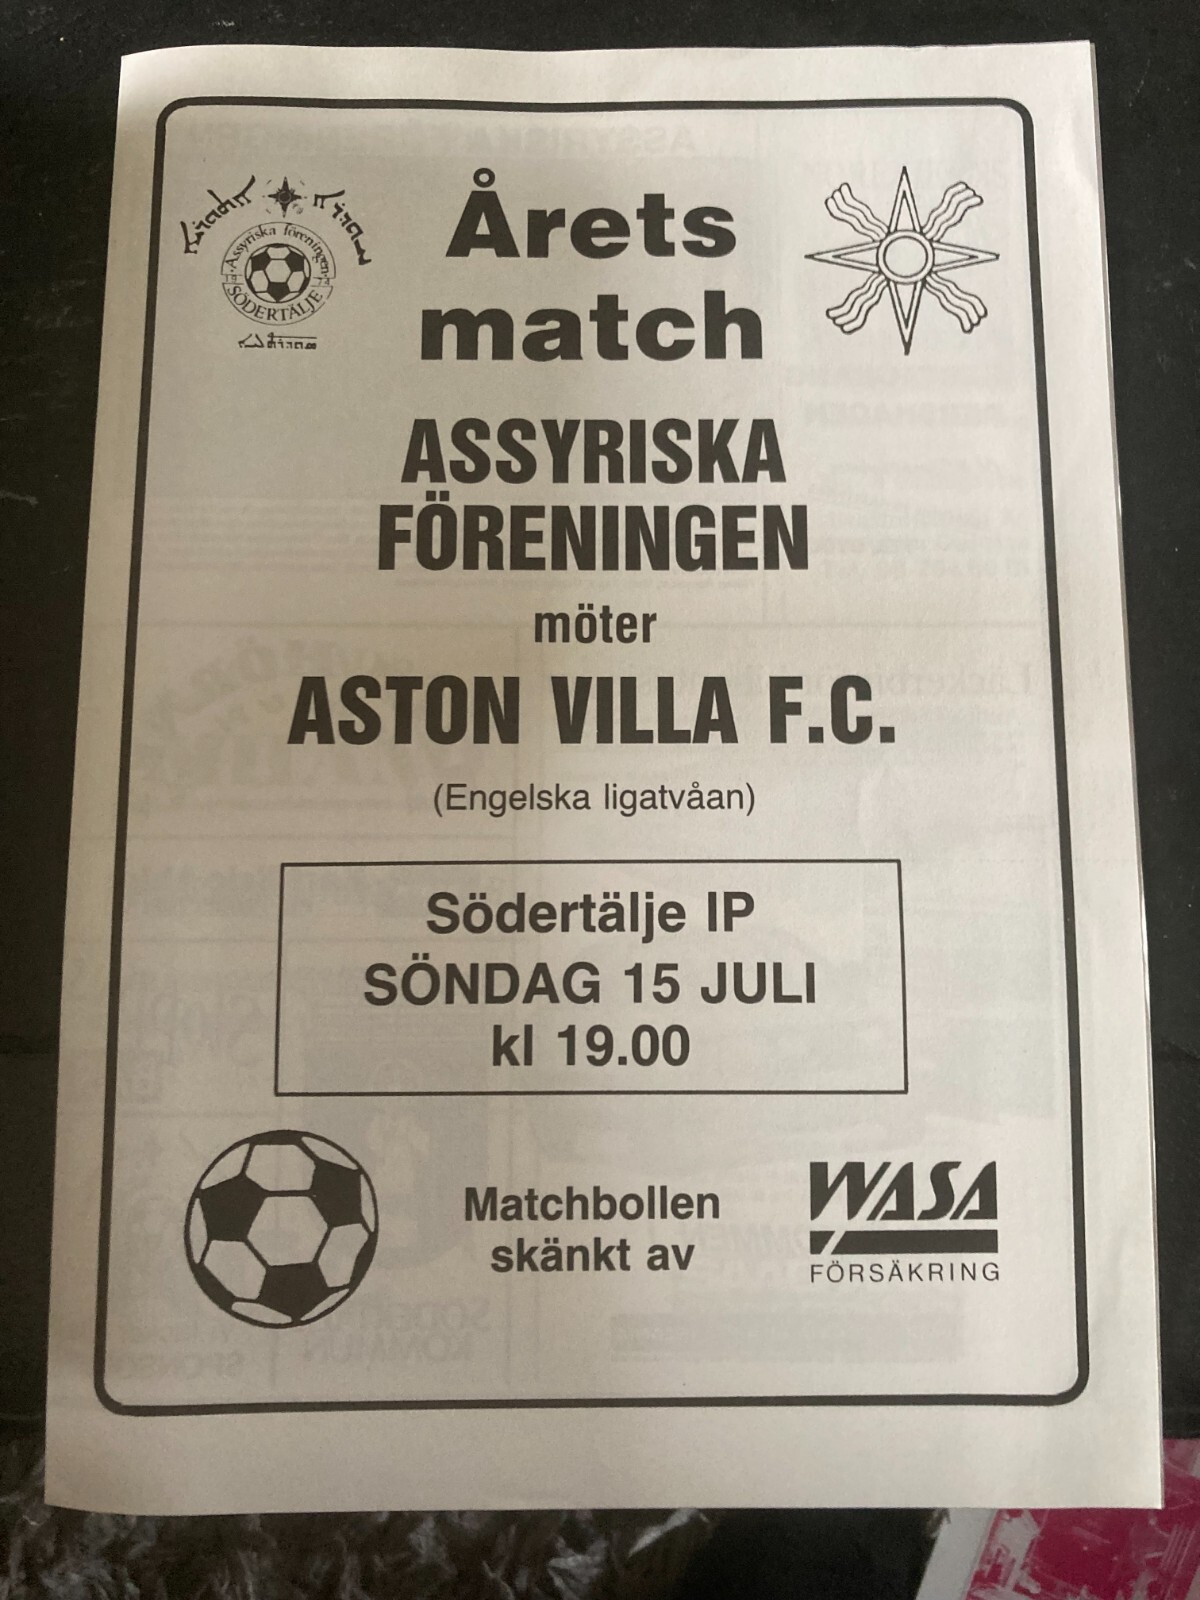 Årets
match
Assyriska föreningen
1974
SÖDERTÄLJE
ASSYRISKA
FÖRENINGEN
möter
ASTON VILLA F.C.
(Engelska ligatvåan)
Södertälje IP
SÖNDAG 15 JULI
kl 19.00
Matchbollen
skänkt av
WASA
FÖRSÄKRING